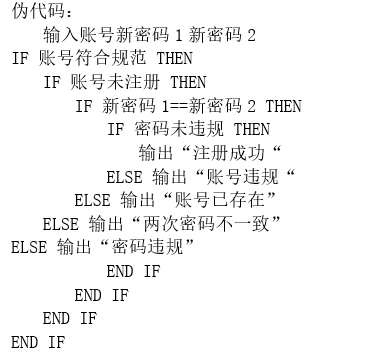 伪代码：
输入账号新密码1新密码2
IF 账号符合规范 THEN
IF 账号未注册 THEN
IF 新密码1==新密码2 THEN
IF 密码未违规 THEN
输出“注册成功“
ELSE 输出“账号违规“
ELSE 输出“账号已存在”
ELSE 输出“两次密码不一致”
ELSE 输出“密码违规”
END IF
END IF
END IF
END IF